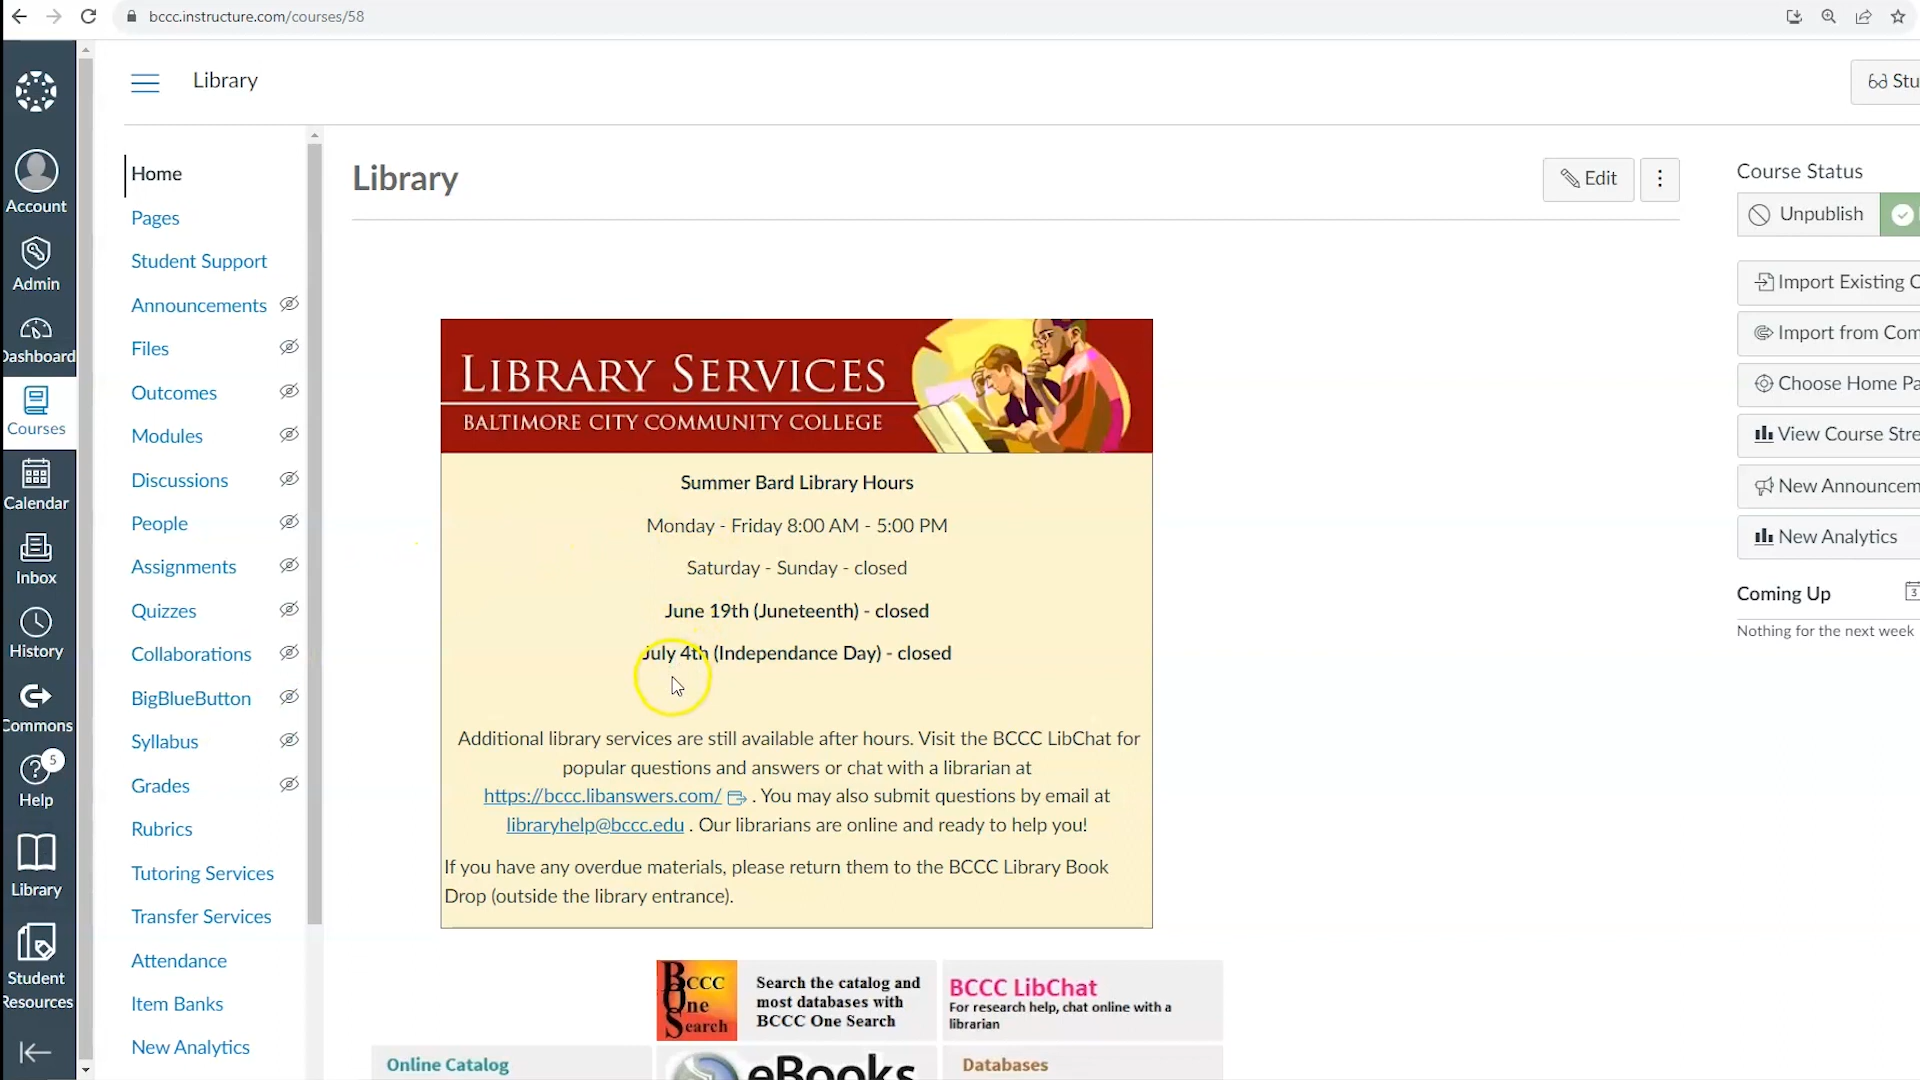 bccc.instructure.com/courses/58
Library
Stu
Account
Admin
Dashboard
Courses
Calendar
Inbox
History
Commons
5
Help
Library
Student
Resources
Home
Pages
Student Support
Announcements
Files
Outcomes
Modules
Discussions
People
Assignments
Quizzes
Collaborations
BigBlueButton
Syllabus
Grades
Rubrics
Tutoring Services
Transfer Services
Attendance
Item Banks
New Analytics
Library
Edit
LIBRARY SERVICES
BALTIMORE CITY COMMUNITY COLLEGE
Summer Bard Library Hours
Monday - Friday 8:00 AM - 5:00 PM
Saturday - Sunday - closed
June 19th (Juneteenth) - closed
July 4th (Independance Day) - closed
Additional library services are still available after hours. Visit the BCCC LibChat for
popular questions and answers or chat with a librarian at
https://bccc.libanswers.com/ . You may also submit questions by email at
libraryhelp@bccc.edu . Our librarians are online and ready to help you!
If you have any overdue materials, please return them to the BCCC Library Book
Drop (outside the library entrance).
BCCC
One
Search
Search the catalog and
most databases with
BCCC One Search
BCCC LibChat
For research help, chat online with a
librarian
Online Catalog
eBooks
Databases
Course Status
Unpublish
Import Existing C
Import from Com
Choose Home Pa
View Course Stre
New Announcem
New Analytics
Coming Up
3
Nothing for the next week